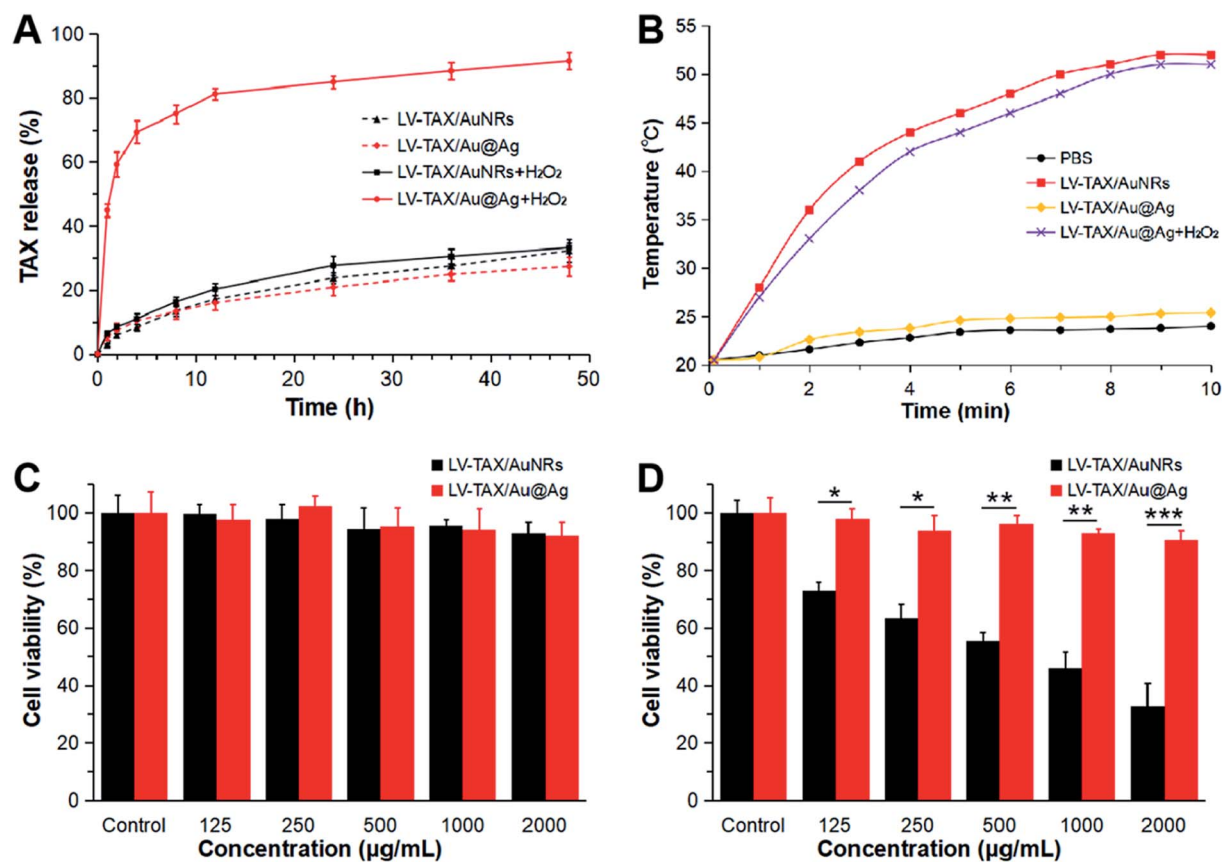 A
TAX release (%)
100
80
60
40
20
0
0 10 20 30 40 50
Time (h)
LV-TAX/AuNRs
LV-TAX/Au@Ag
LV-TAX/AuNRs+H₂O₂
LV-TAX/Au@Ag+H₂O₂
B
Temperature (°C)
55
50
45
40
35
30
25
20
0 2 4 6 8 10
Time (min)
PBS
LV-TAX/AuNRs
LV-TAX/Au@Ag
LV-TAX/Au@Ag+H₂O₂
C
LV-TAX/AuNRs
LV-TAX/Au@Ag
Cell viability (%)
100
80
60
40
20
0
Control 125 250 500 1000 2000
Concentration (μg/mL)
D
LV-TAX/AuNRs
LV-TAX/Au@Ag
* * ** ** ***
Cell viability (%)
100
80
60
40
20
0
Control 125 250 500 1000 2000
Concentration (μg/mL)